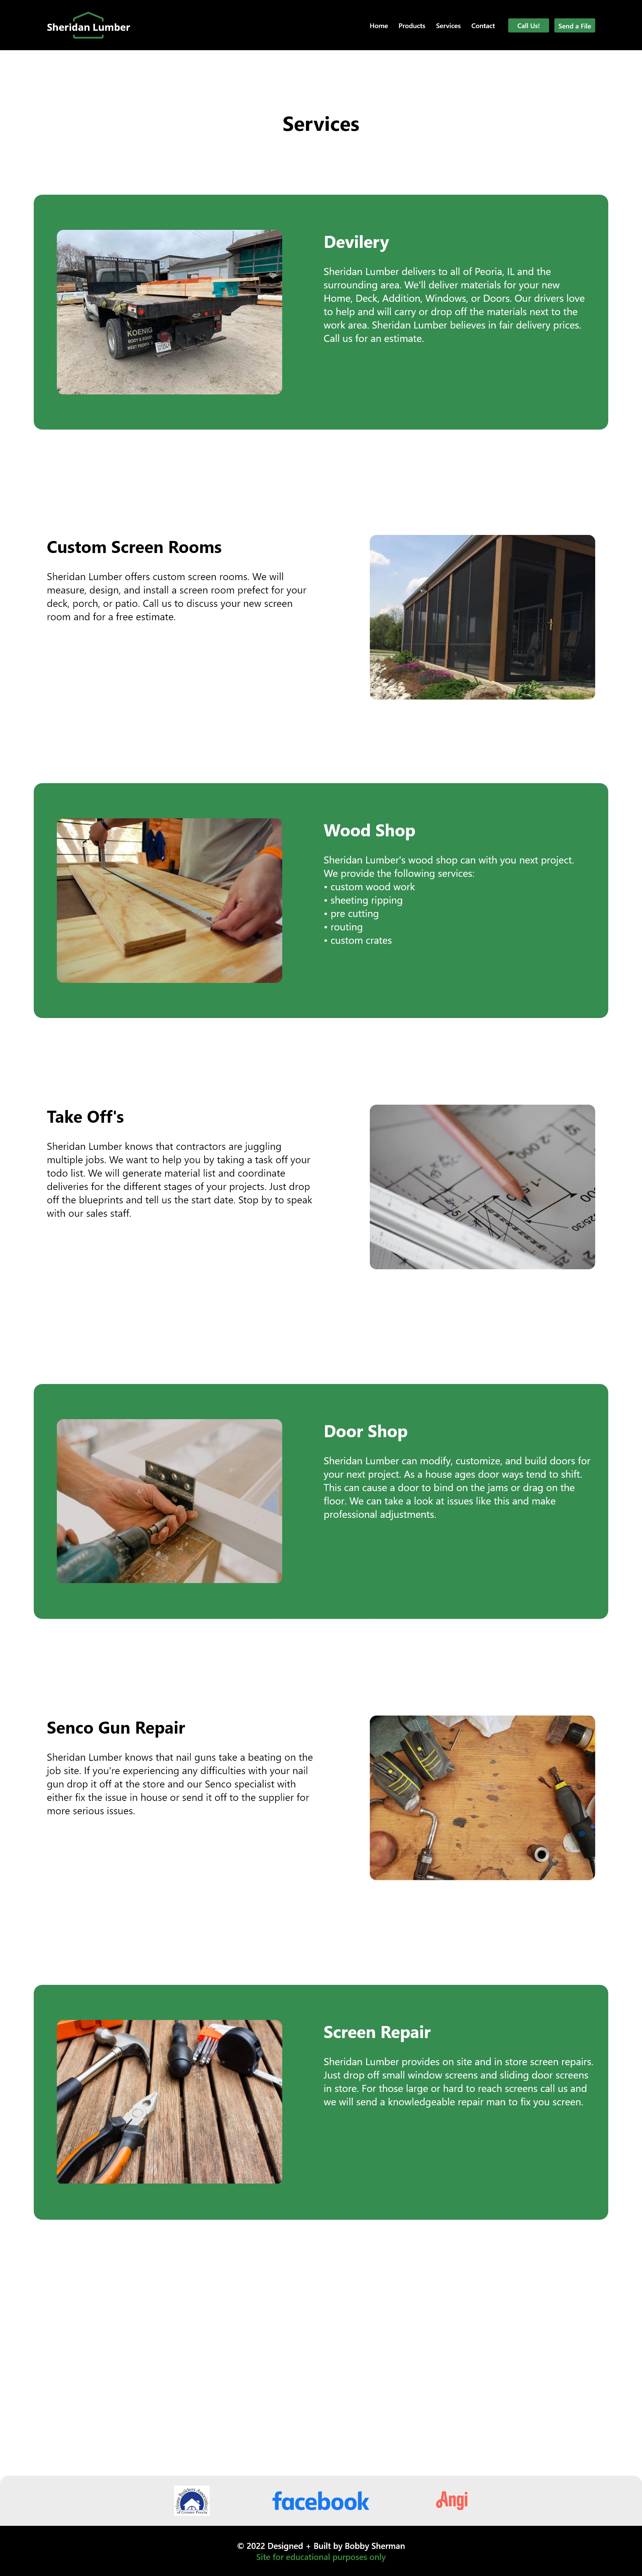 Sheridan Lumber
Home Products Services Contact Call Us! Send a File
Services
Devilery
Sheridan Lumber delivers to all of Peoria, IL and the
surrounding area. We'll deliver materials for your new
Home, Deck, Addition, Windows, or Doors. Our drivers love
to help and will carry or drop off the materials next to the
work area. Sheridan Lumber believes in fair delivery prices.
Call us for an estimate.
KOENIG
Custom Screen Rooms
Sheridan Lumber offers custom screen rooms. We will
measure, design, and install a screen room prefect for your
deck, porch, or patio. Call us to discuss your new screen
room and for a free estimate.
Wood Shop
Sheridan Lumber's wood shop can with you next project.
We provide the following services:
• custom wood work
• sheeting ripping
• pre cutting
• routing
• custom crates
Take Off's
Sheridan Lumber knows that contractors are juggling
multiple jobs. We want to help you by taking a task off your
todo list. We will generate material list and coordinate
deliveries for the different stages of your projects. Just drop
off the blueprints and tell us the start date. Stop by to speak
with our sales staff.
Door Shop
Sheridan Lumber can modify, customize, and build doors for
your next project. As a house ages door ways tend to shift.
This can cause a door to bind on the jams or drag on the
floor. We can take a look at issues like this and make
professional adjustments.
Senco Gun Repair
Sheridan Lumber knows that nail guns take a beating on the
job site. If you're experiencing any difficulties with your nail
gun drop it off at the store and our Senco specialist with
either fix the issue in house or send it off to the supplier for
more serious issues.
Screen Repair
Sheridan Lumber provides on site and in store screen repairs.
Just drop off small window screens and sliding door screens
in store. For those large or hard to reach screens call us and
we will send a knowledgeable repair man to fix you screen.
facebook
Angi
© 2022 Designed + Built by Bobby Sherman
Site for educational purposes only